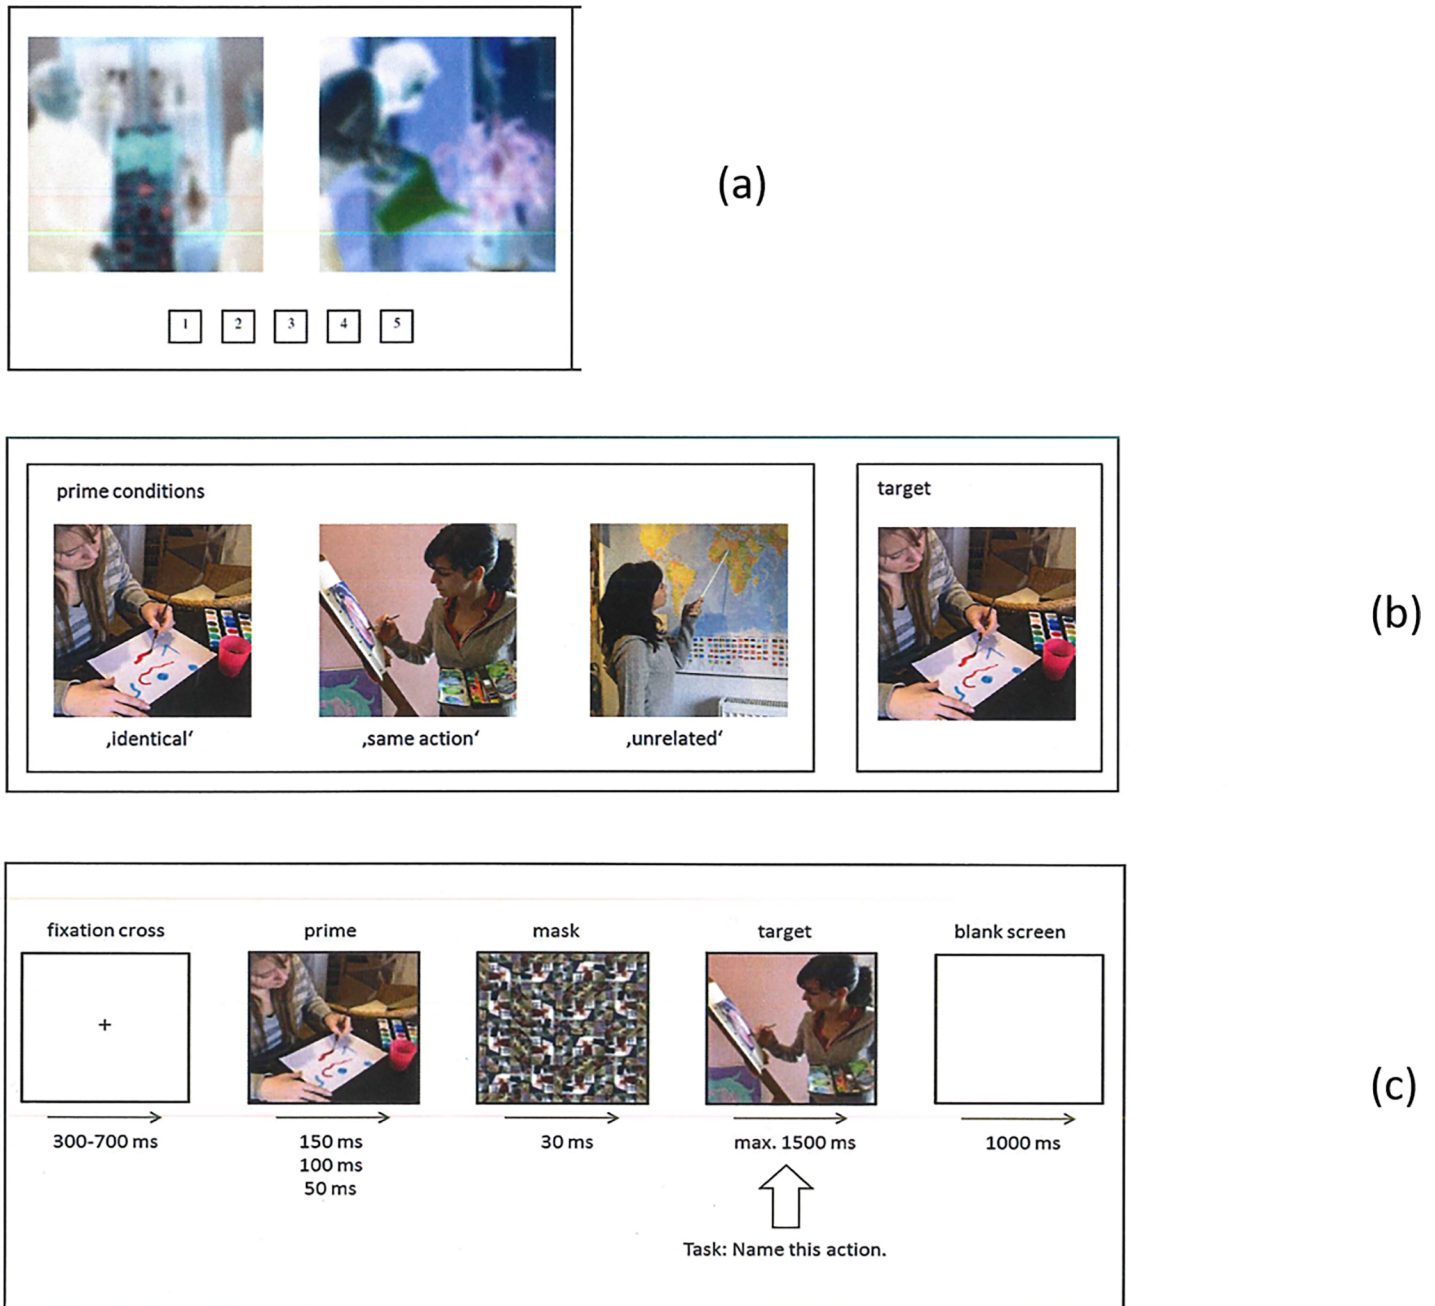 (a)
1 2 3 4 5
prime conditions
target
‚identical‘
‚same action‘
‚unrelated‘
(b)
fixation cross
prime
mask
target
blank screen
+
(c)
300-700 ms
150 ms
30 ms
max. 1500 ms
1000 ms
100 ms
50 ms
Task: Name this action.